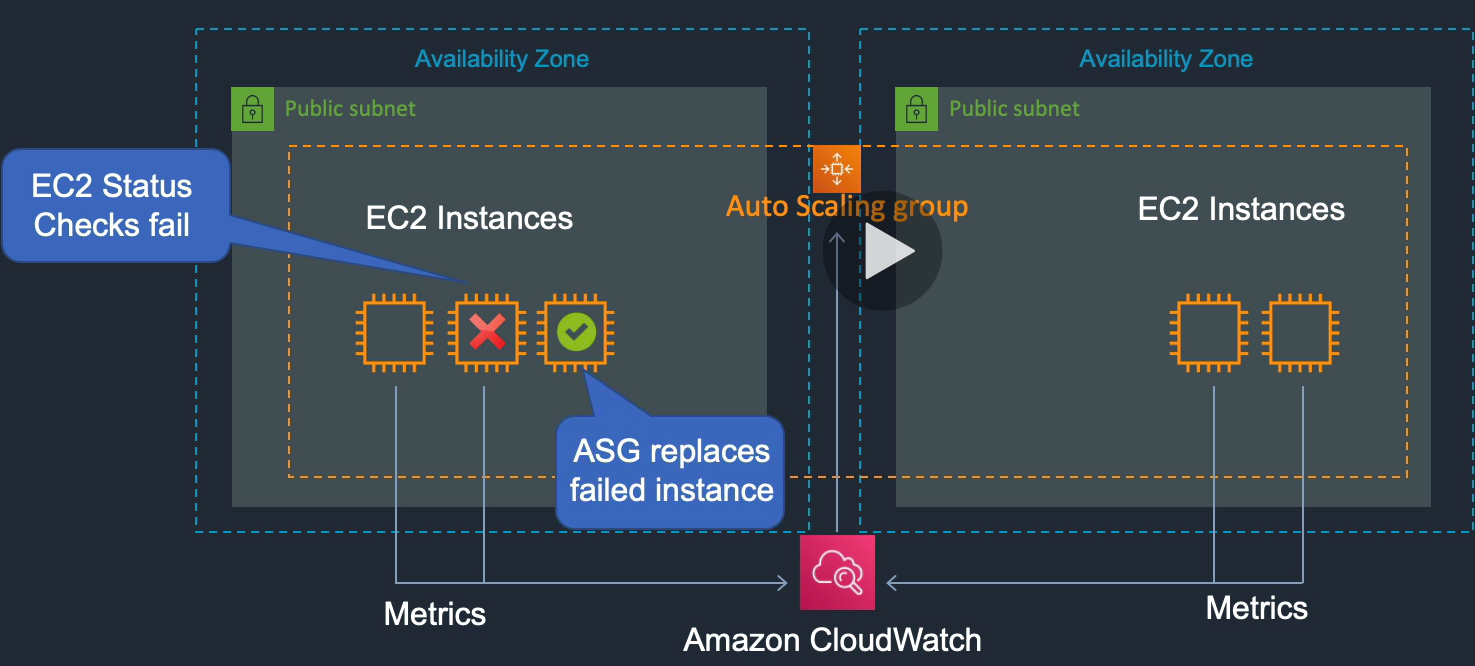 Availability Zone
Availability Zone
Public subnet
Public subnet
EC2 Status
Checks fail
EC2 Instances
Auto Scaling group
EC2 Instances
ASG replaces
failed instance
Metrics
Metrics
Amazon CloudWatch